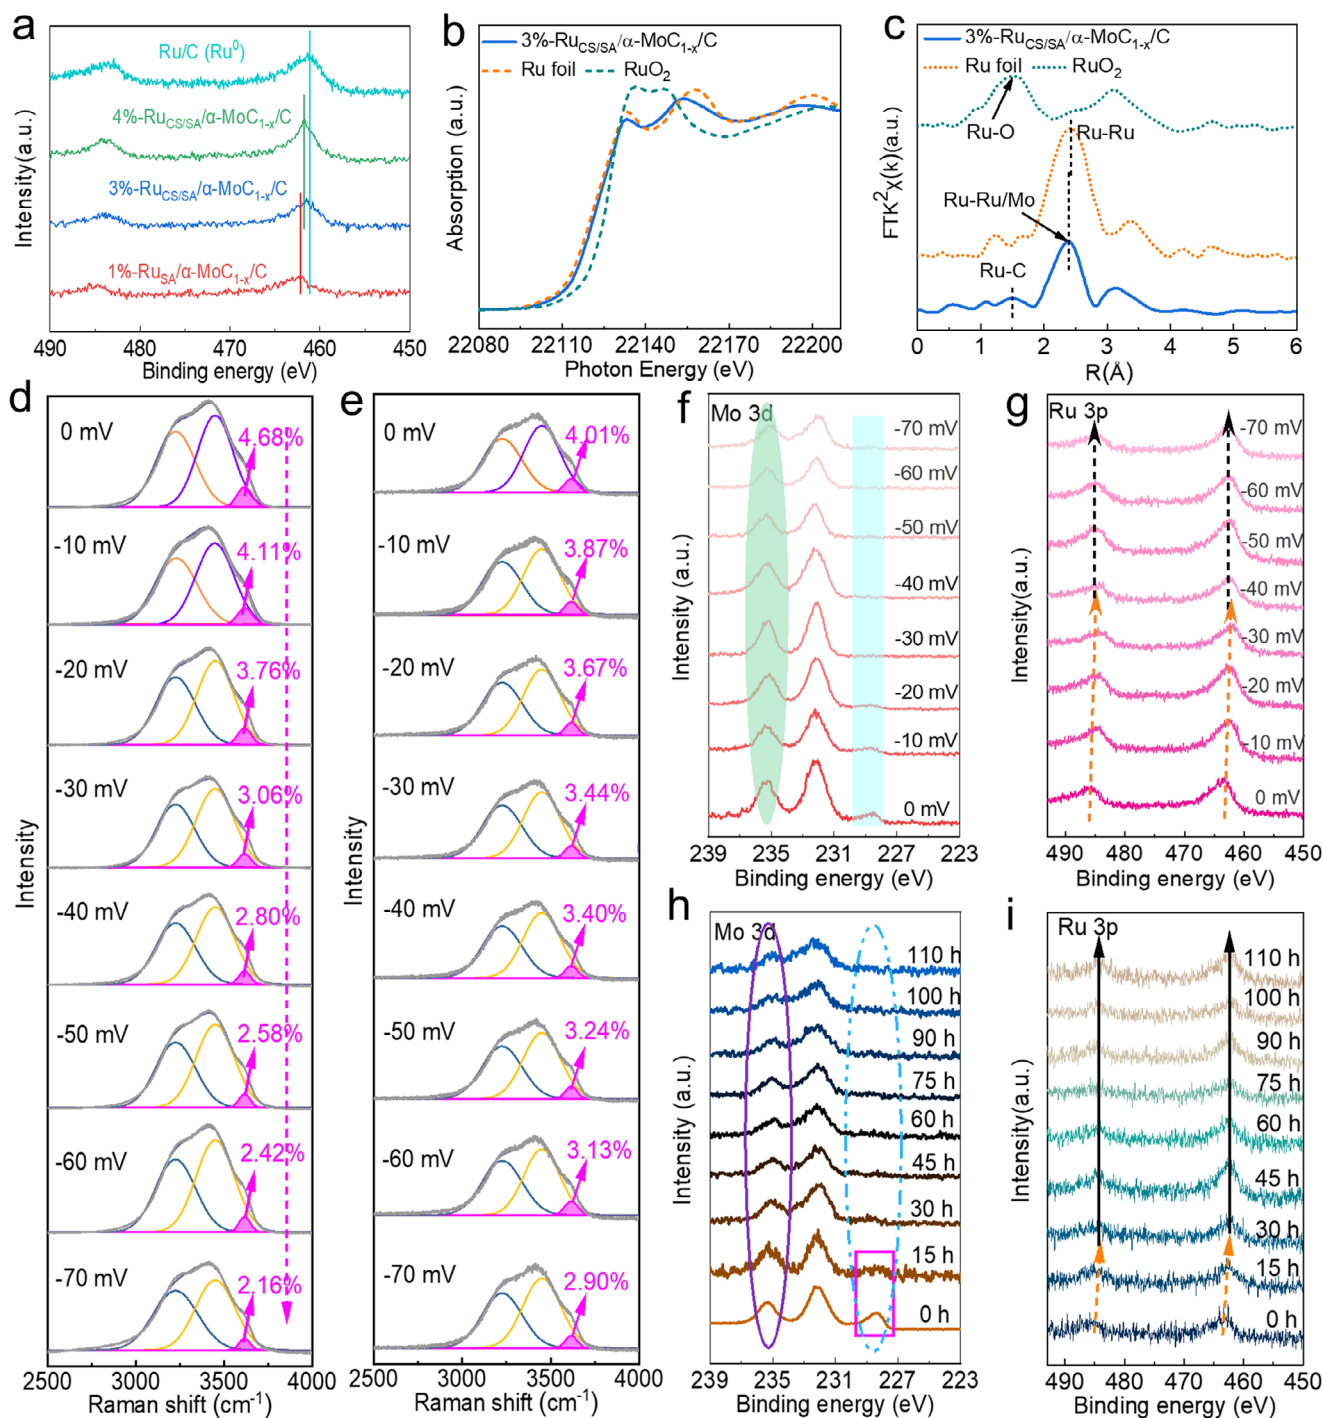 a
Ru/C (Ru⁰)
4%-Ru_CS/SA/α-MoC₁₋ₓ/C
3%-Ru_CS/SA/α-MoC₁₋ₓ/C
1%-Ru_SA/α-MoC₁₋ₓ/C
Intensity(a.u.)
490 480 470 460 450
Binding energy (eV)
b
3%-Ru_CS/SA/α-MoC₁₋ₓ/C
Ru foil RuO₂
Absorption (a.u.)
22080 22110 22140 22170 22200
Photon Energy (eV)
c
3%-Ru_CS/SA/α-MoC₁₋ₓ/C
Ru foil RuO₂
Ru-O
Ru-Ru
Ru-Ru/Mo
Ru-C
FTK²χ(k)(a.u.)
0 1 2 3 4 5 6
R(Å)
d
0 mV 4.68%
-10 mV 4.11%
-20 mV 3.76%
-30 mV 3.06%
-40 mV 2.80%
-50 mV 2.58%
-60 mV 2.42%
-70 mV 2.16%
Intensity
2500 3000 3500 4000
Raman shift (cm⁻¹)
e
0 mV 4.01%
-10 mV 3.87%
-20 mV 3.67%
-30 mV 3.44%
-40 mV 3.40%
-50 mV 3.24%
-60 mV 3.13%
-70 mV 2.90%
Intensity
2500 3000 3500 4000
Raman shift (cm⁻¹)
f
Mo 3d
-70 mV
-60 mV
-50 mV
-40 mV
-30 mV
-20 mV
-10 mV
0 mV
Intensity (a.u.)
239 235 231 227 223
Binding energy (eV)
g
Ru 3p
-70 mV
-60 mV
-50 mV
-40 mV
-30 mV
-20 mV
-10 mV
0 mV
Intensity(a.u.)
490 480 470 460 450
Binding energy (eV)
h
Mo 3d
110 h
100 h
90 h
75 h
60 h
45 h
30 h
15 h
0 h
Intensity (a.u.)
239 235 231 227 223
Binding energy (eV)
i
Ru 3p
110 h
100 h
90 h
75 h
60 h
45 h
30 h
15 h
0 h
Intensity(a.u.)
490 480 470 460 450
Binding energy (eV)